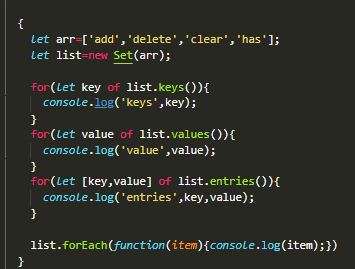 {
let arr=['add','delete','clear','has'];
let list=new Set(arr);
for(let key of list.keys()){
console.log('keys',key);
}
for(let value of list.values()){
console.log('value',value);
}
for(let [key,value] of list.entries()){
console.log('entries',key,value);
}
list.forEach(function(item){console.log(item);})
}